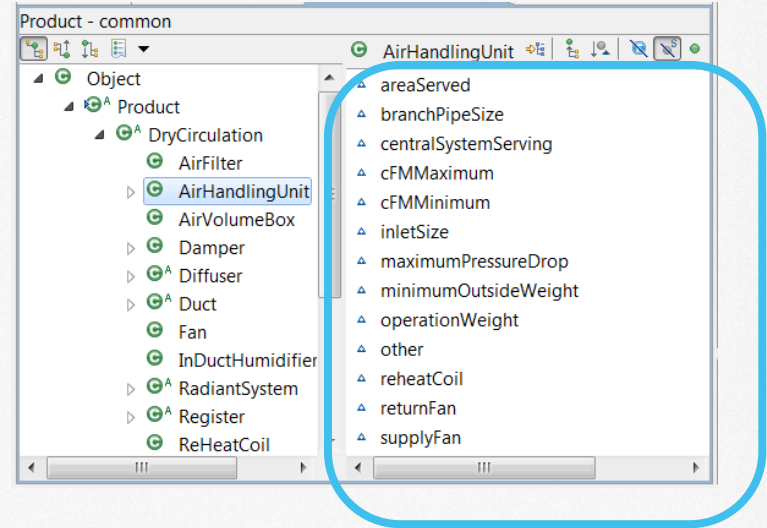 Product - common
Object
Product
DryCirculation
AirFilter
AirHandlingUnit
AirVolumeBox
Damper
Diffuser
Duct
Fan
InDuctHumidifier
RadiantSystem
Register
ReHeatCoil
AirHandlingUnit
areaServed
branchPipeSize
centralSystemServing
cFMMaximum
cFMMinimum
inletSize
maximumPressureDrop
minimumOutsideWeight
operationWeight
other
reheatCoil
returnFan
supplyFan